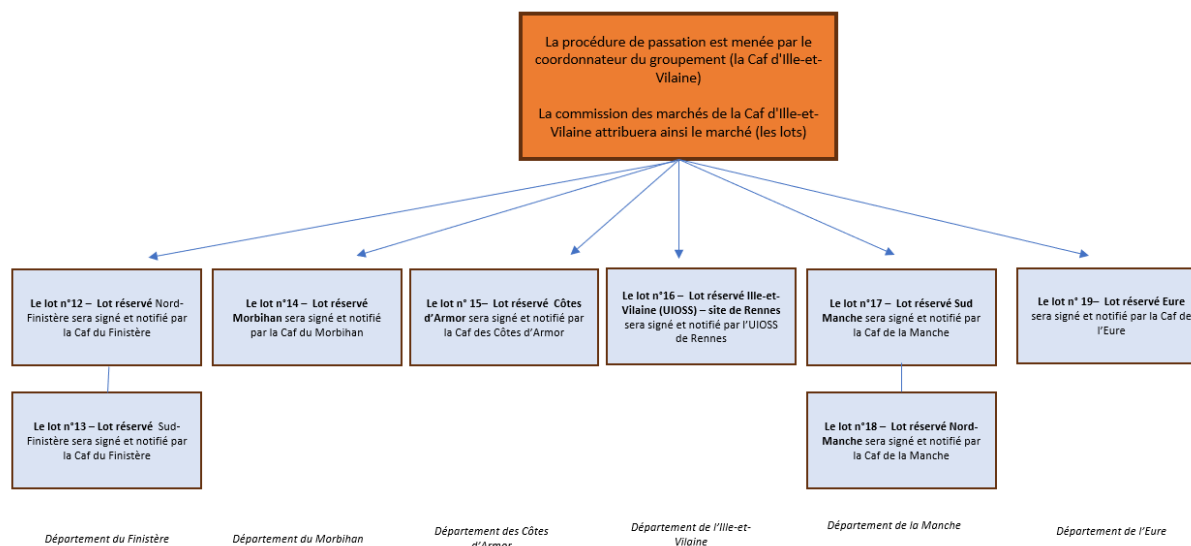 La procédure de passation est menée par le
coordonnateur du groupement (la Caf d'Ille-et-
Vilaine)
La commission des marchés de la Caf d'Ille-et-
Vilaine attribuera ainsi le marché (les lots)
Le lot n°12 – Lot réservé Nord-
Finistère sera signé et notifié par
la Caf du Finistère
Le lot n°14 – Lot réservé
Morbihan sera signé et notifié
par la Caf du Morbihan
Le lot n° 15– Lot réservé Côtes
d'Armor sera signé et notifié par
la Caf des Côtes d'Armor
Le lot n°16 – Lot réservé Ille-et-
Vilaine (UIOSS) – site de Rennes
sera signé et notifié par l'UIOSS
de Rennes
Le lot n°17 – Lot réservé Sud
Manche sera signé et notifié par
la Caf de la Manche
Le lot n° 19– Lot réservé Eure
sera signé et notifié par la Caf de
l'Eure
Le lot n°13 – Lot réservé Sud-
Finistère sera signé et notifié par
la Caf du Finistère
Le lot n°18 – Lot réservé Nord-
Manche sera signé et notifié par
la Caf de la Manche
Département du Finistère
Département du Morbihan
Département des Côtes
d'Armor
Département de l'Ille-et-
Vilaine
Département de la Manche
Département de l'Eure